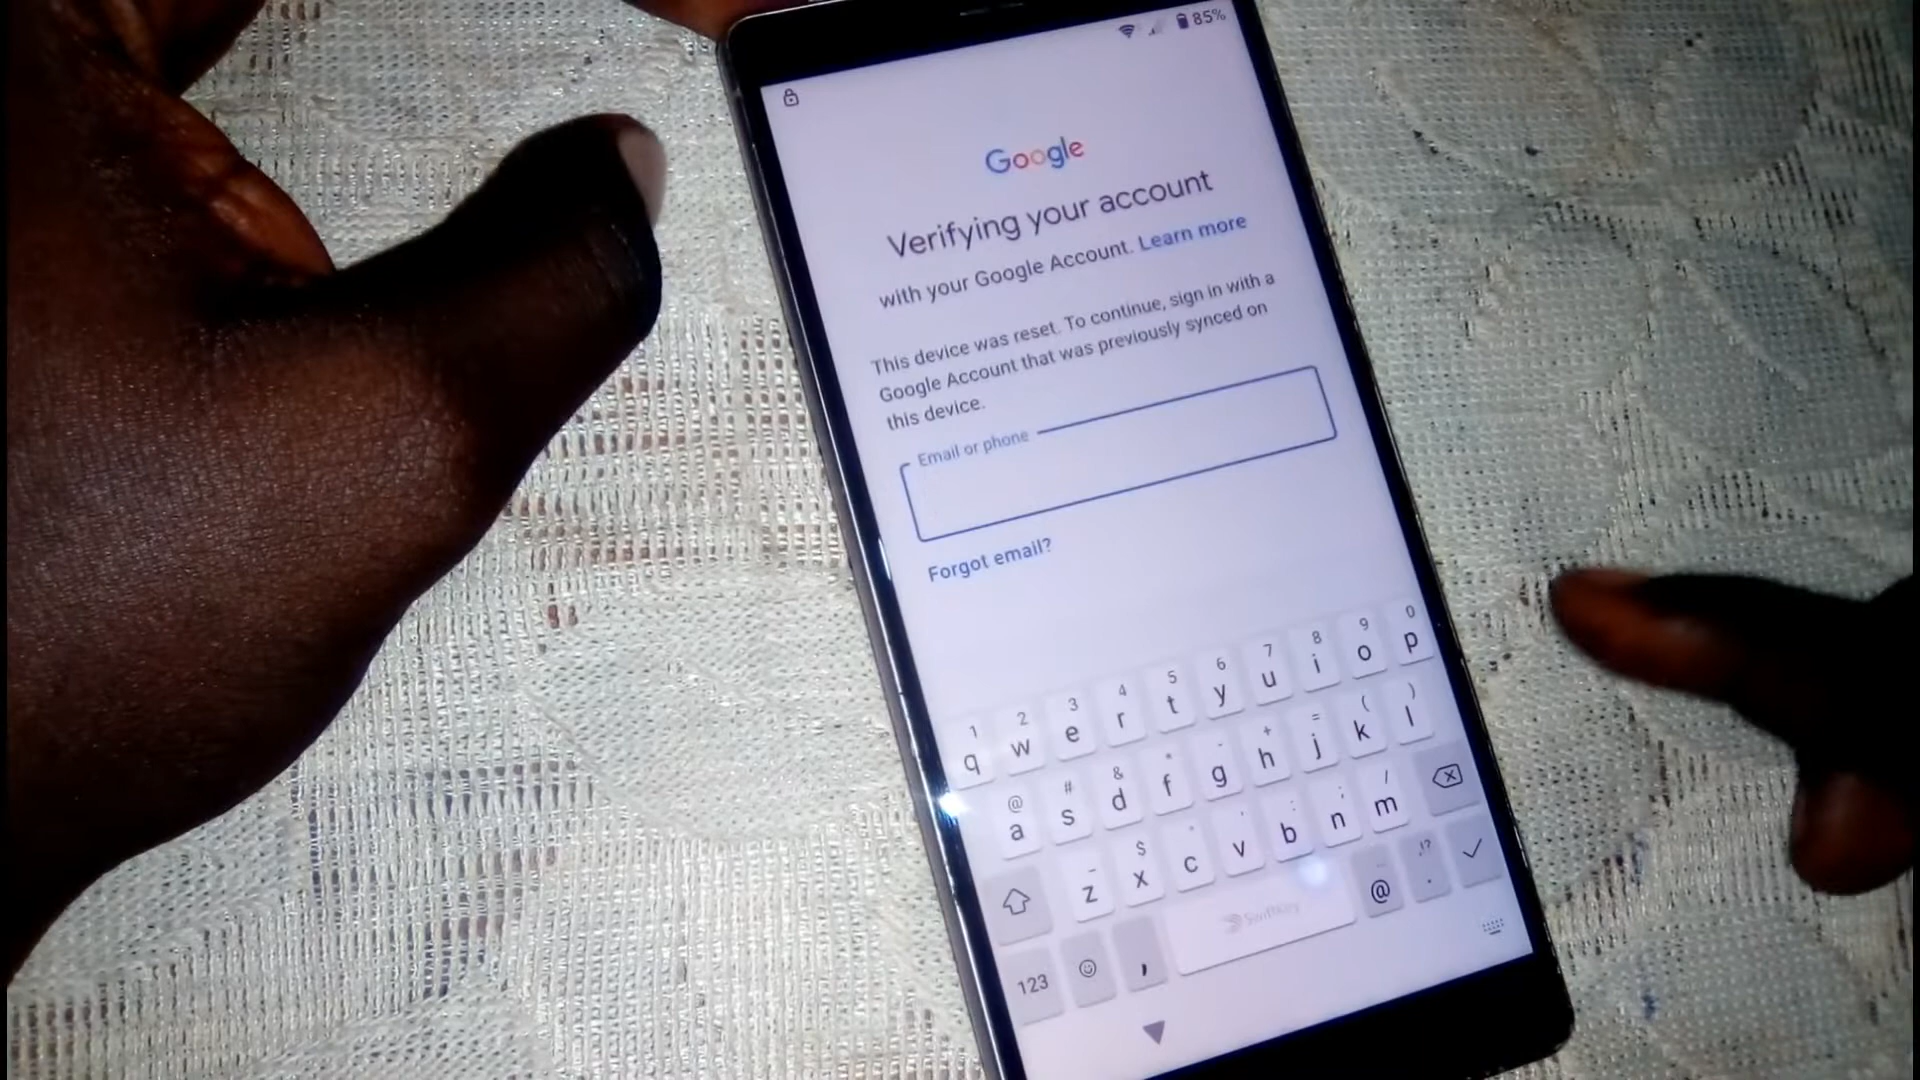 85%
Google
Verifying your account
with your Google Account. Learn more
This device was reset. To continue, sign in with a
Google Account that was previously synced on
this device.
Email or phone
Forgot email?
1 2 3 4 5 6 7 8 9 0
q w e r t y u i o p
@ # & * - + = ( )
a s d f g h j k l
$ /
z x c v b n m
123 , SwiftKey @ .